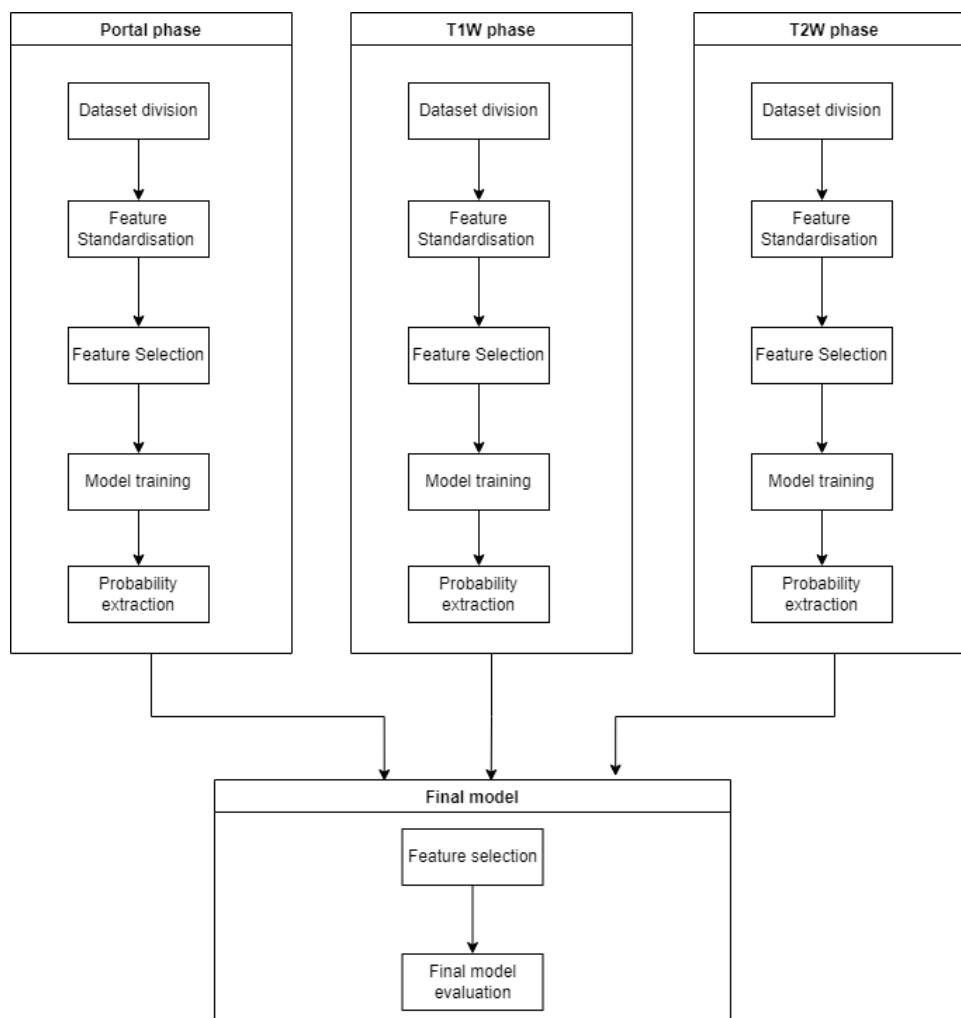 Portal phase
Dataset division
Feature
Standardisation
Feature Selection
Model training
Probability
extraction
T1W phase
Dataset division
Feature
Standardisation
Feature Selection
Model training
Probability
extraction
T2W phase
Dataset division
Feature
Standardisation
Feature Selection
Model training
Probability
extraction
Final model
Feature selection
Final model
evaluation